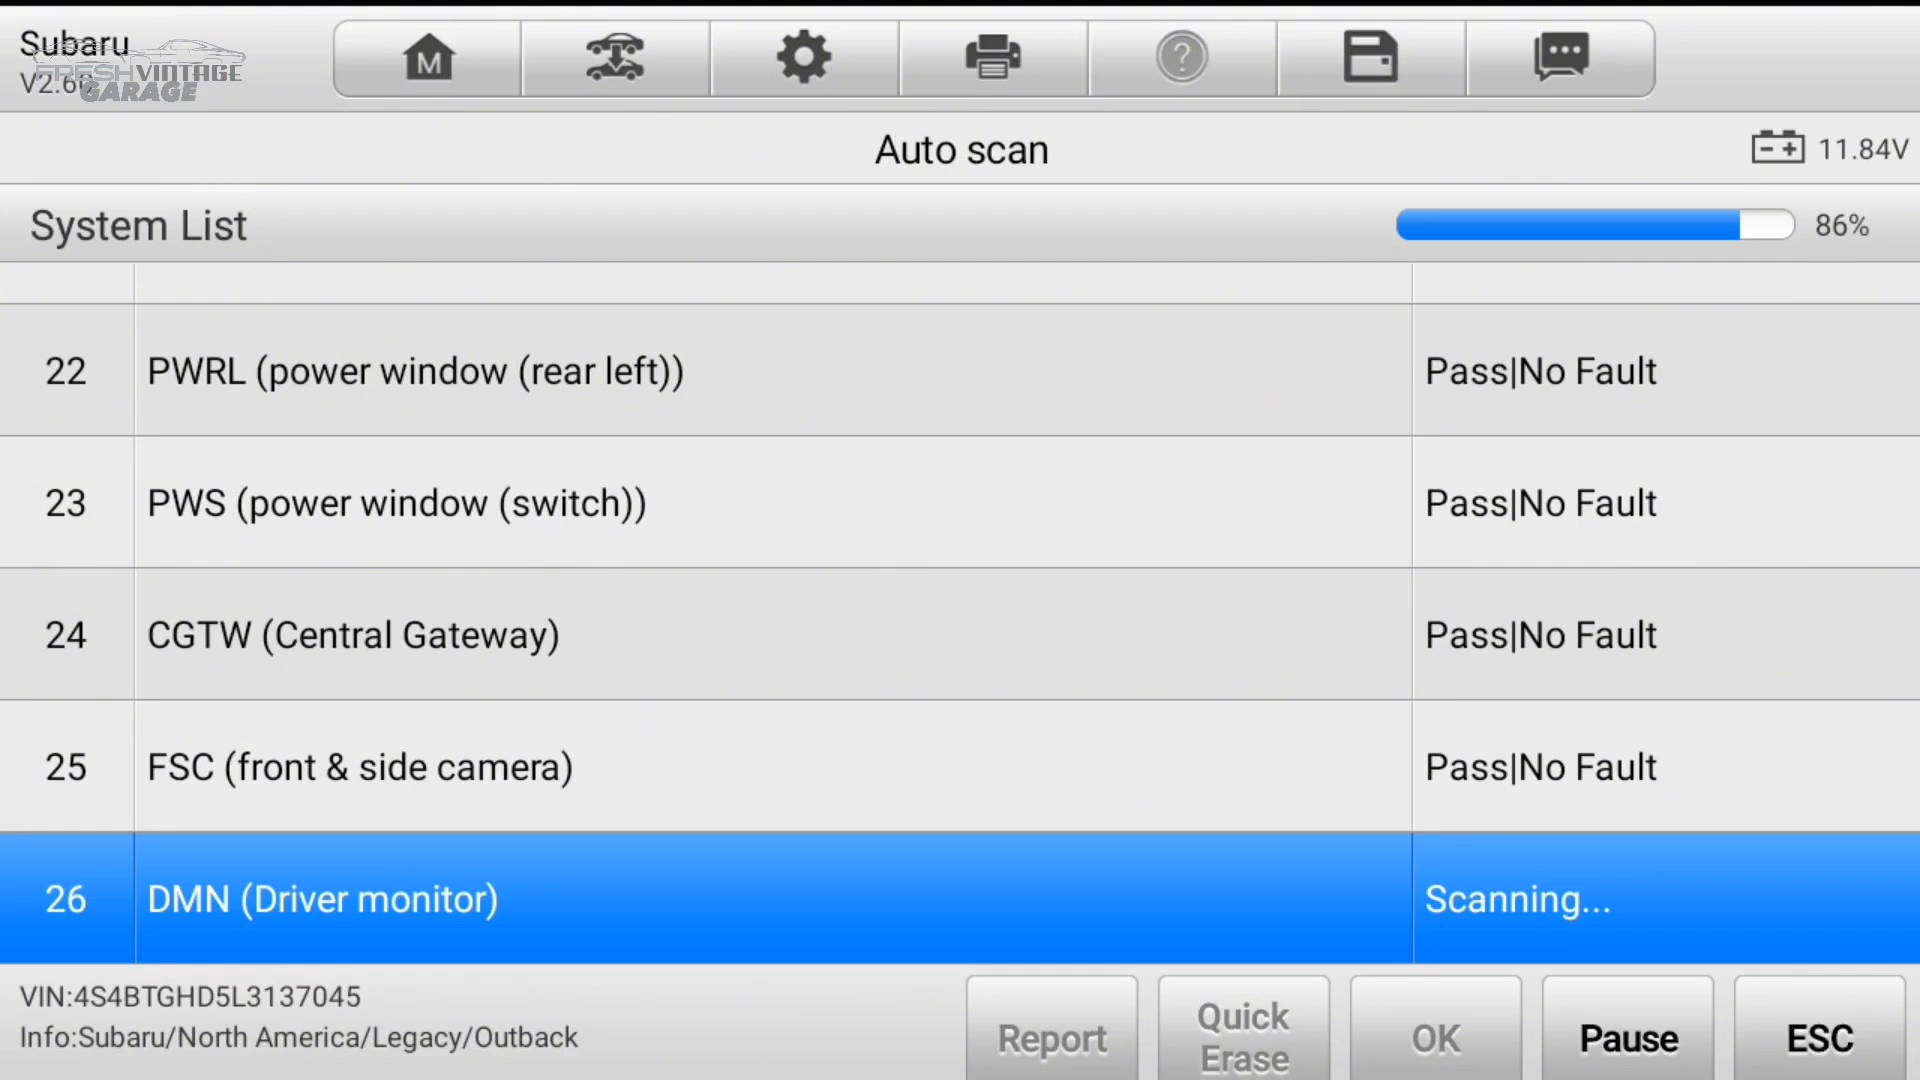 Subaru
V2.60
FRESH VINTAGE
GARAGE
M
?
Auto scan
11.84V
System List
86%
22 PWRL (power window (rear left)) Pass|No Fault
23 PWS (power window (switch)) Pass|No Fault
24 CGTW (Central Gateway) Pass|No Fault
25 FSC (front & side camera) Pass|No Fault
26 DMN (Driver monitor) Scanning...
VIN:4S4BTGHD5L3137045
Info:Subaru/North America/Legacy/Outback
Report
Quick
Erase
OK
Pause
ESC